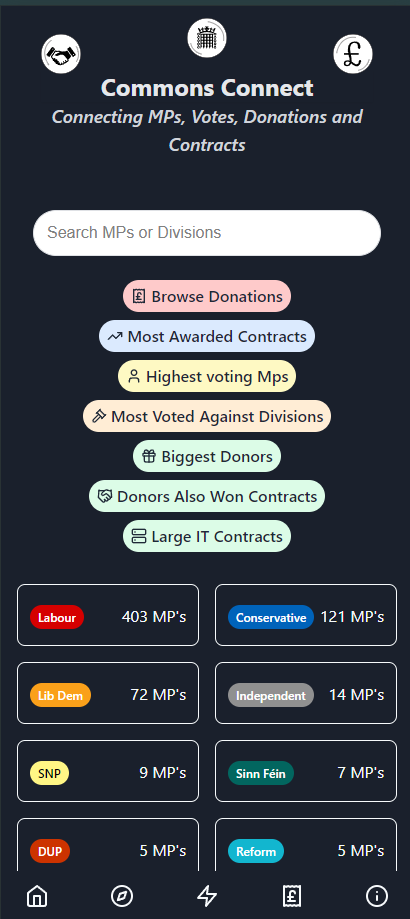 Commons Connect
Connecting MPs, Votes, Donations and
Contracts
Search MPs or Divisions
Browse Donations
Most Awarded Contracts
Highest voting Mps
Most Voted Against Divisions
Biggest Donors
Donors Also Won Contracts
Large IT Contracts
Labour 403 MP's
Conservative 121 MP's
Lib Dem 72 MP's
Independent 14 MP's
SNP 9 MP's
Sinn Féin 7 MP's
DUP 5 MP's
Reform 5 MP's